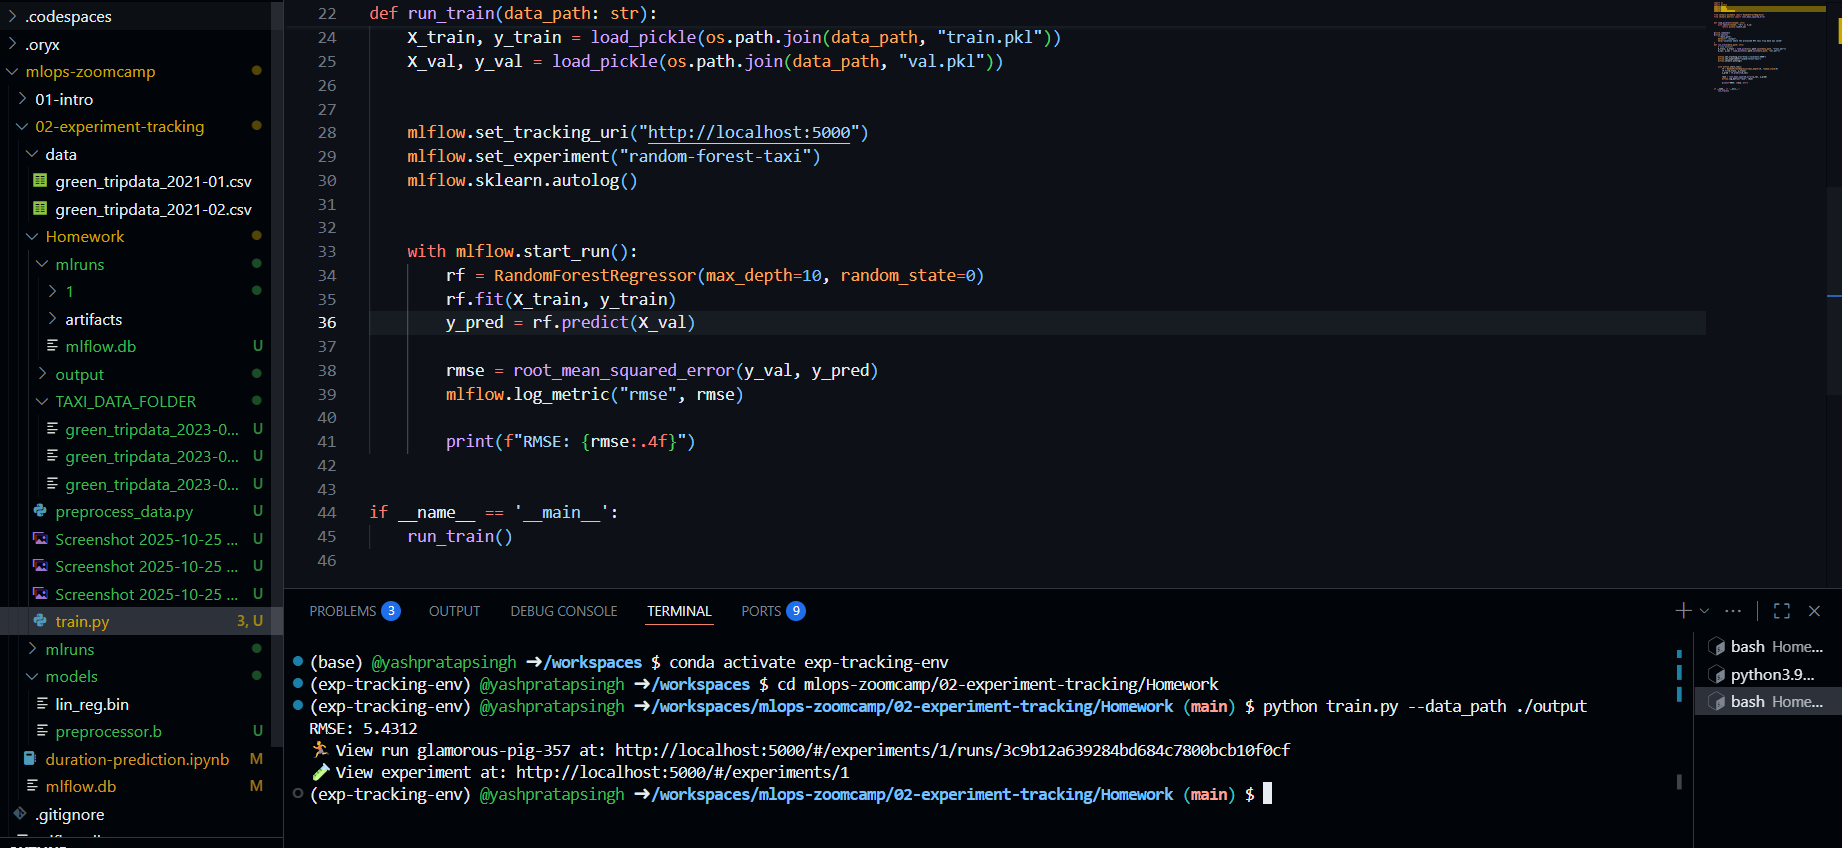 .codespaces
.oryx
mlops-zoomcamp
01-intro
02-experiment-tracking
data
green_tripdata_2021-01.csv
green_tripdata_2021-02.csv
Homework
mlruns
1
artifacts
mlflow.db U
output
TAXI_DATA_FOLDER
green_tripdata_2023-0... U
green_tripdata_2023-0... U
green_tripdata_2023-0... U
preprocess_data.py U
Screenshot 2025-10-25 ... U
Screenshot 2025-10-25 ... U
Screenshot 2025-10-25 ... U
train.py 3, U
mlruns
models
lin_reg.bin
preprocessor.b U
duration-prediction.ipynb M
mlflow.db M
.gitignore
22 def run_train(data_path: str):
24 X_train, y_train = load_pickle(os.path.join(data_path, "train.pkl"))
25 X_val, y_val = load_pickle(os.path.join(data_path, "val.pkl"))
26
27
28 mlflow.set_tracking_uri("http://localhost:5000")
29 mlflow.set_experiment("random-forest-taxi")
30 mlflow.sklearn.autolog()
31
32
33 with mlflow.start_run():
34 rf = RandomForestRegressor(max_depth=10, random_state=0)
35 rf.fit(X_train, y_train)
36 y_pred = rf.predict(X_val)
37
38 rmse = root_mean_squared_error(y_val, y_pred)
39 mlflow.log_metric("rmse", rmse)
40
41 print(f"RMSE: {rmse:.4f}")
42
43
44 if __name__ == '__main__':
45 run_train()
46
PROBLEMS 3 OUTPUT DEBUG CONSOLE TERMINAL PORTS 9
(base) @yashpratapsingh ➜/workspaces $ conda activate exp-tracking-env
(exp-tracking-env) @yashpratapsingh ➜/workspaces $ cd mlops-zoomcamp/02-experiment-tracking/Homework
(exp-tracking-env) @yashpratapsingh ➜/workspaces/mlops-zoomcamp/02-experiment-tracking/Homework (main) $ python train.py --data_path ./output
RMSE: 5.4312
🏃 View run glamorous-pig-357 at: http://localhost:5000/#/experiments/1/runs/3c9b12a639284bd684c7800bcb10f0cf
🧪 View experiment at: http://localhost:5000/#/experiments/1
(exp-tracking-env) @yashpratapsingh ➜/workspaces/mlops-zoomcamp/02-experiment-tracking/Homework (main) $
bash Home...
python3.9...
bash Home...